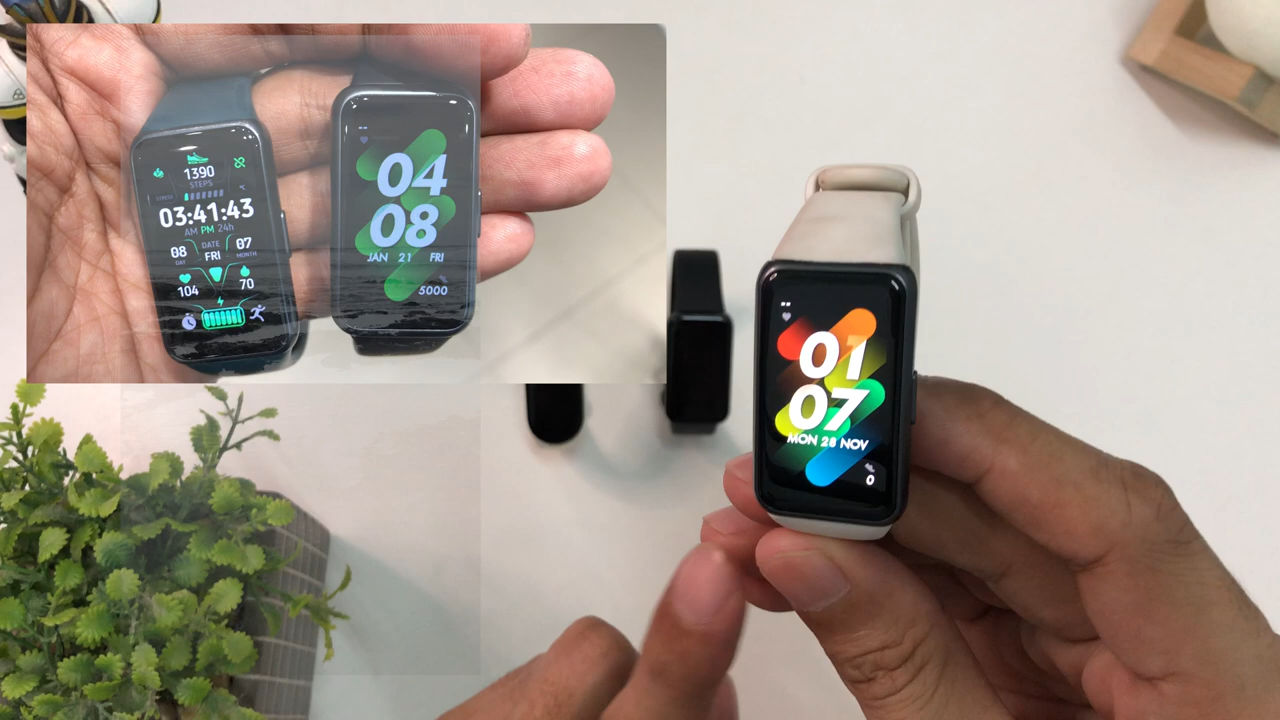 1390
STEPS
STRESS
°C
03:41:43
AM PM 24h
08
DAY
DATE
FRI
07
MONTH
104
70
--
04
08
JAN 21 FRI
5000
--
01
07
MON 28 NOV
0